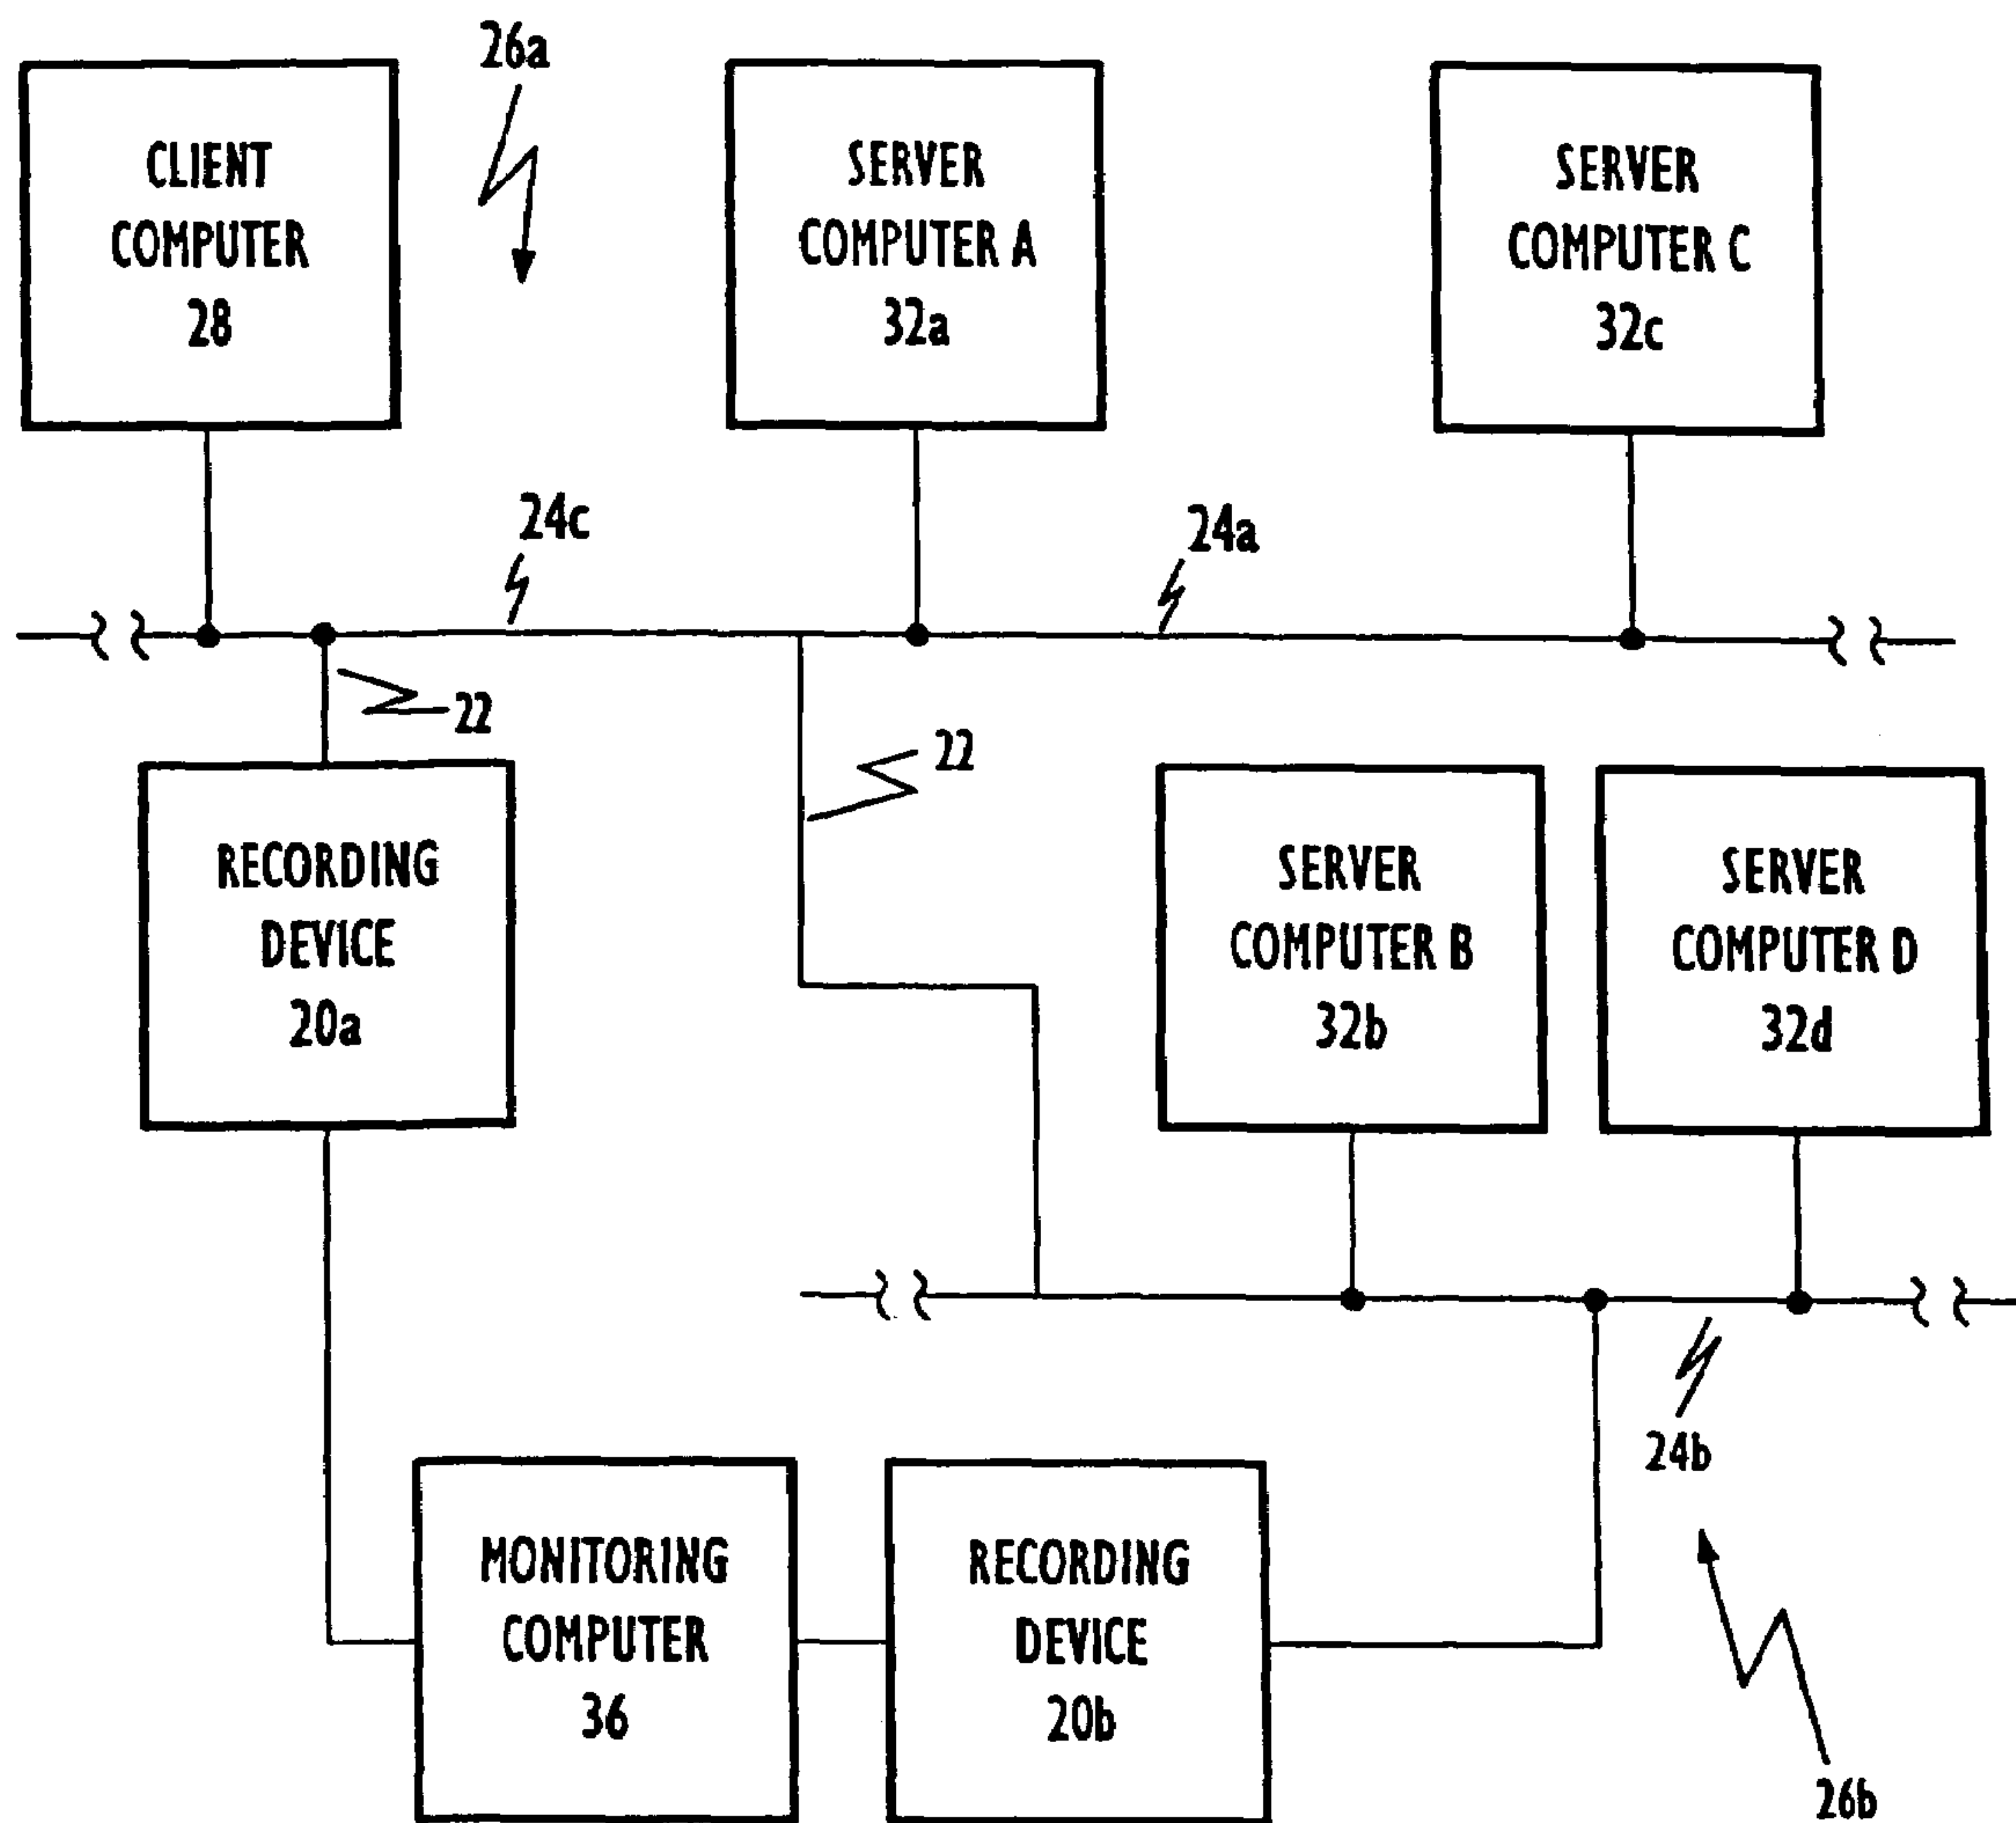 26a
CLIENT
COMPUTER
28
SERVER
COMPUTER A
32a
SERVER
COMPUTER C
32c
24c
24a
22
22
RECORDING
DEVICE
20a
SERVER
COMPUTER B
32b
SERVER
COMPUTER D
32d
24b
MONITORING
COMPUTER
36
RECORDING
DEVICE
20b
26b